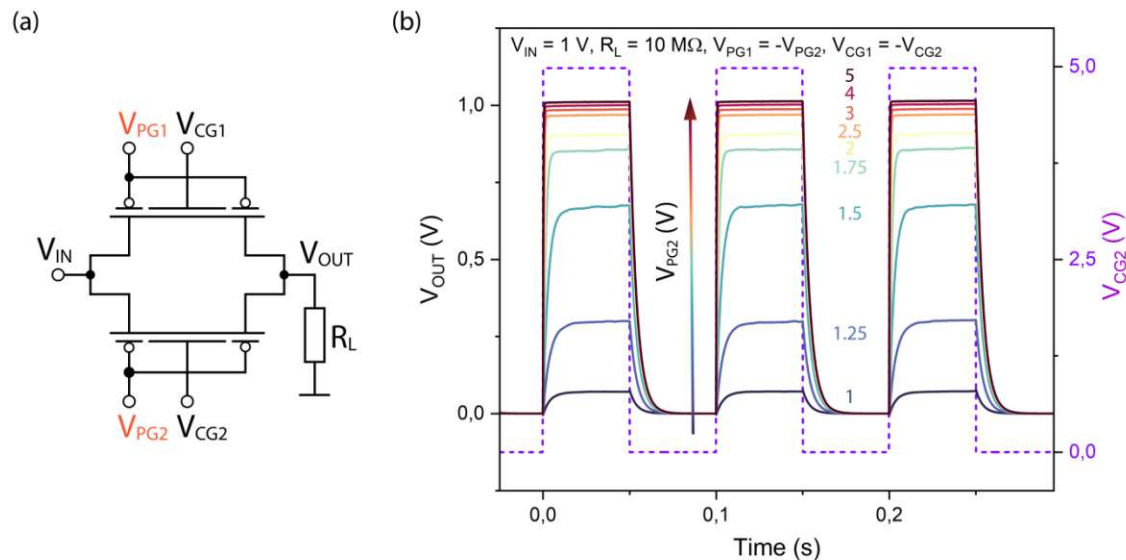 (a)
V_PG1 V_CG1
V_IN
V_OUT
R_L
V_PG2 V_CG2
(b)
V_IN = 1 V, R_L = 10 MΩ, V_PG1 = -V_PG2, V_CG1 = -V_CG2
V_OUT (V)
1,0
0,5
0,0
V_PG2 (V)
5
4
3
2.5
2
1.75
1.5
1.25
1
5,0
2,5
0,0
V_CG2 (V)
0,0 0,1 0,2
Time (s)